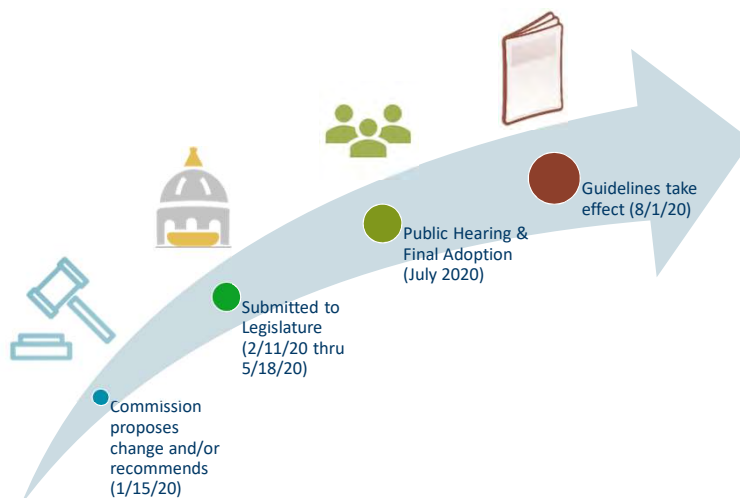 Commission
proposes
change and/or
recommends
(1/15/20)
Submitted to
Legislature
(2/11/20 thru
5/18/20)
Public Hearing &
Final Adoption
(July 2020)
Guidelines take
effect (8/1/20)